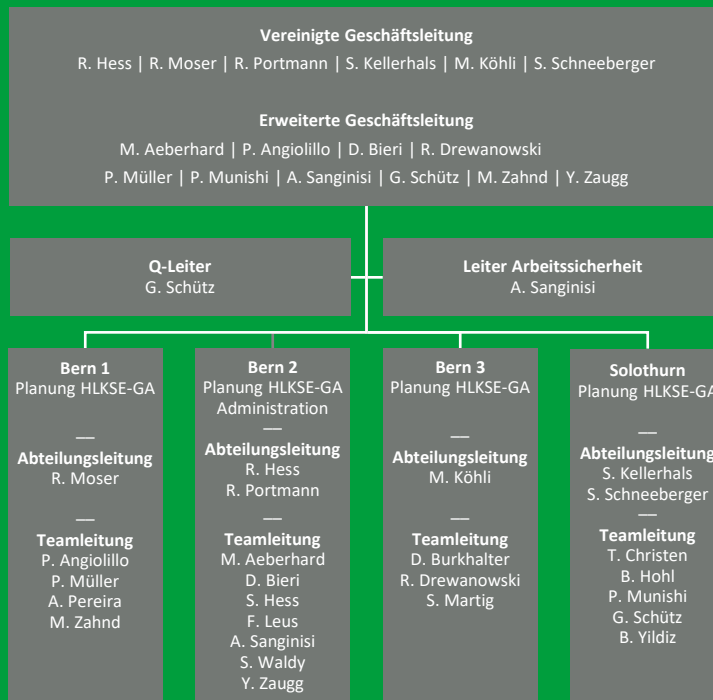 Vereinigte Geschäftsleitung
R. Hess | R. Moser | R. Portmann | S. Kellerhals | M. Köhli | S. Schneeberger
Erweiterte Geschäftsleitung
M. Aeberhard | P. Angiolillo | D. Bieri | R. Drewanowski
P. Müller | P. Munishi | A. Sanginisi | G. Schütz | M. Zahnd | Y. Zaugg
Q-Leiter
G. Schütz
Leiter Arbeitssicherheit
A. Sanginisi
Bern 1
Planung HLKSE-GA
Abteilungsleitung
R. Moser
Teamleitung
P. Angiolillo
P. Müller
A. Pereira
M. Zahnd
Bern 2
Planung HLKSE-GA
Administration
Abteilungsleitung
R. Hess
R. Portmann
Teamleitung
M. Aeberhard
D. Bieri
S. Hess
F. Leus
A. Sanginisi
S. Waldy
Y. Zaugg
Bern 3
Planung HLKSE-GA
Abteilungsleitung
M. Köhli
Teamleitung
D. Burkhalter
R. Drewanowski
S. Martig
Solothurn
Planung HLKSE-GA
Abteilungsleitung
S. Kellerhals
S. Schneeberger
Teamleitung
T. Christen
B. Hohl
P. Munishi
G. Schütz
B. Yildiz